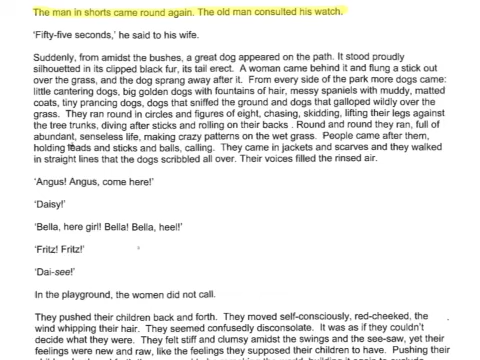 The man in shorts came round again. The old man consulted his watch.
'Fifty-five seconds,' he said to his wife.
Suddenly, from amidst the bushes, a great dog appeared on the path. It stood proudly
silhouetted in its clipped black fur, its tail erect. A woman came behind it and flung a stick out
over the grass, and the dog sprang away after it. From every side of the park more dogs came:
little cantering dogs, big golden dogs with fountains of hair, messy spaniels with muddy, matted
coats, tiny prancing dogs, dogs that sniffed the ground and dogs that galloped wildly over the
grass. They ran round in circles and figures of eight, chasing, skidding, lifting their legs against
the tree trunks, diving after sticks and rolling on their backs. Round and round they ran, full of
abundant, senseless life, making crazy patterns on the wet grass. People came after them,
holding leads and sticks and balls, calling. They came in jackets and scarves and they walked
in straight lines that the dogs scribbled all over. Their voices filled the rinsed air.
'Angus! Angus, come here!'
'Daisy!'
'Bella, here girl! Bella! Bella, heel!'
'Fritz! Fritz!'
'Dai-see!'
In the playground, the women did not call.
They pushed their children back and forth. They moved self-consciously, red-cheeked, the
wind whipping their hair. They seemed confusedly disconsolate. It was as if they couldn't
decide what they were. They felt stiff and clumsy amidst the swings and the see-saw, yet their
feelings were new and raw, like the feelings they supposed their children to have. Pushing their